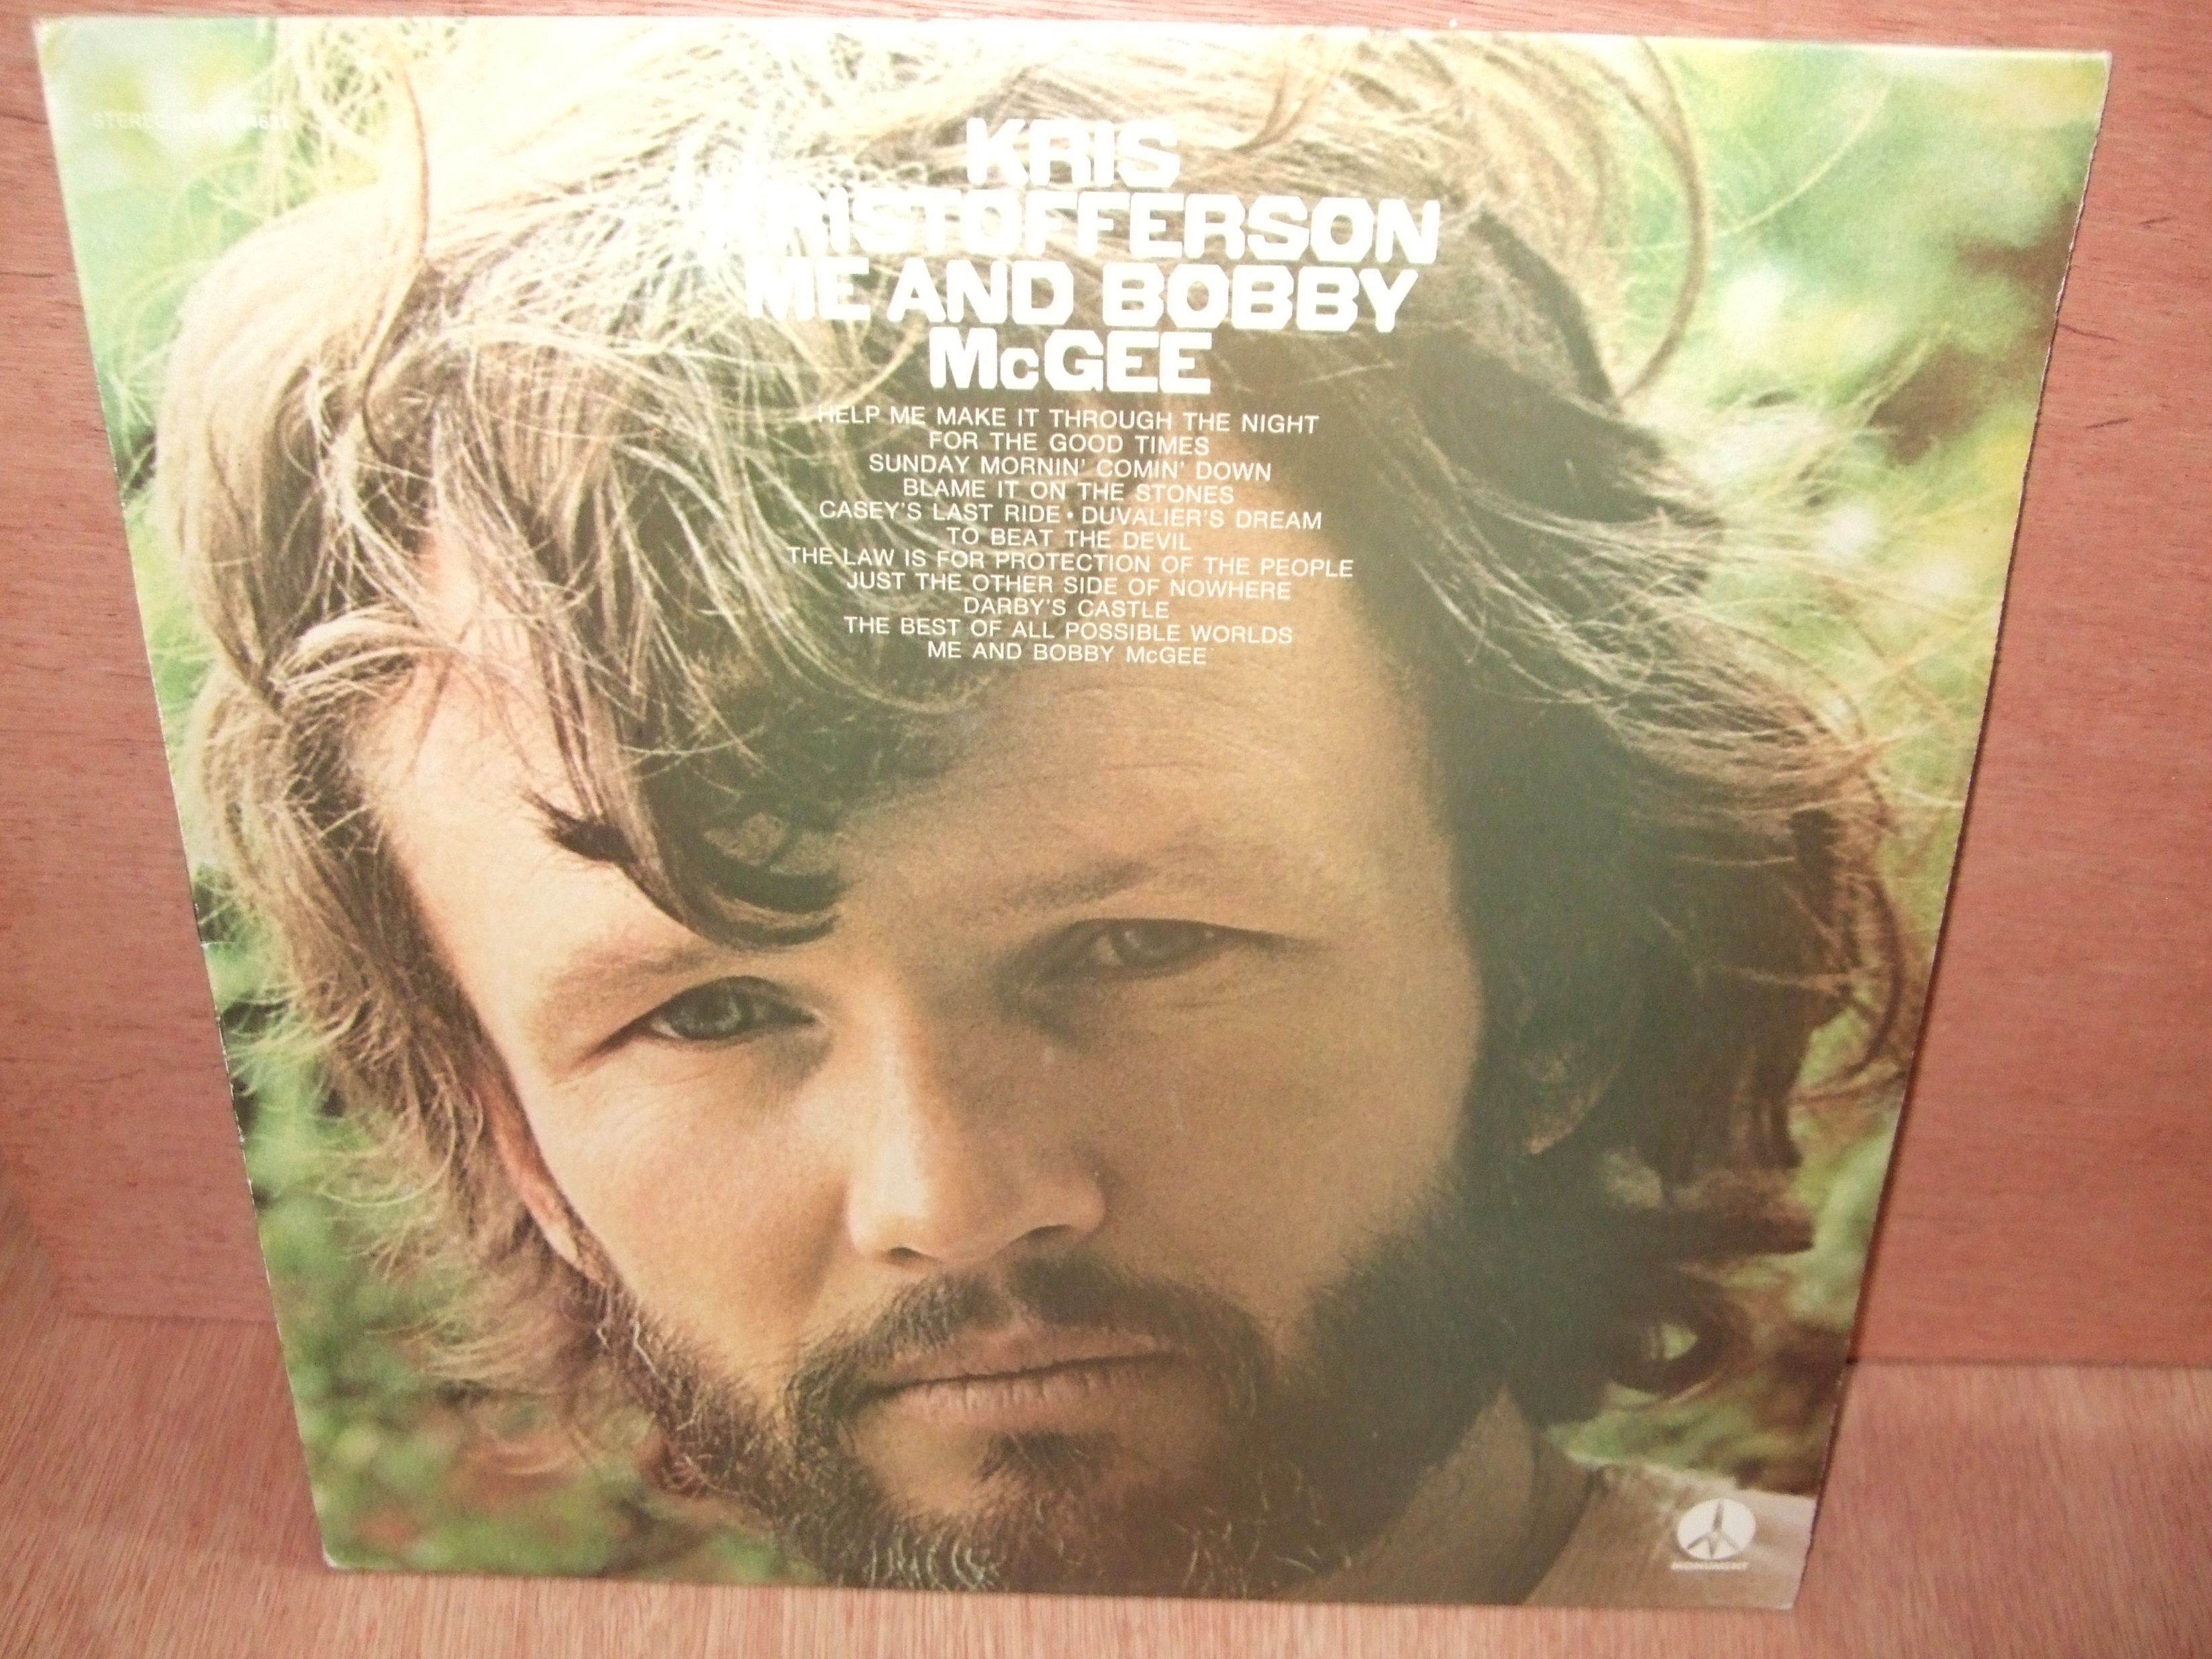 STEREO
KRIS
KRISTOFFERSON
ME AND BOBBY
McGEE
HELP ME MAKE IT THROUGH THE NIGHT
FOR THE GOOD TIMES
SUNDAY MORNIN' COMIN' DOWN
BLAME IT ON THE STONES
CASEY'S LAST RIDE • DUVALIER'S DREAM
TO BEAT THE DEVIL
THE LAW IS FOR PROTECTION OF THE PEOPLE
JUST THE OTHER SIDE OF NOWHERE
DARBY'S CASTLE
THE BEST OF ALL POSSIBLE WORLDS
ME AND BOBBY McGEE
MONUMENT